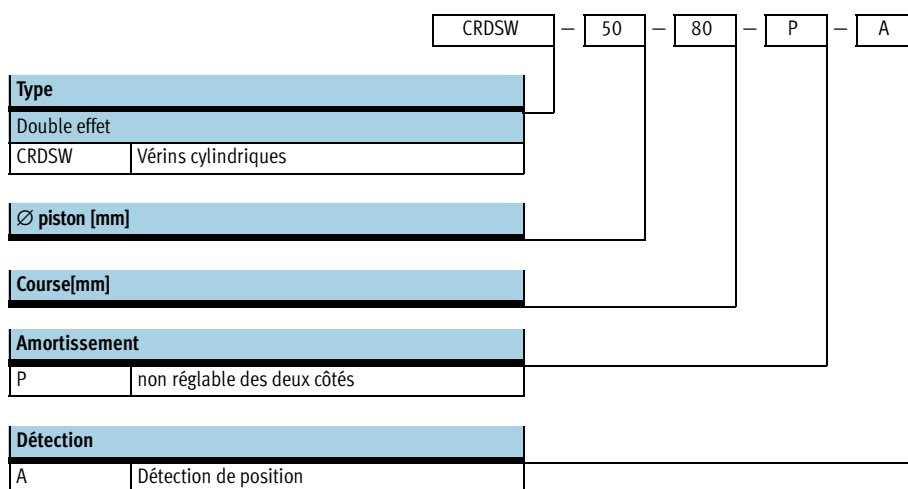 CRDSW – 50 – 80 – P – A
Type
Double effet
CRDSW Vérins cylindriques
∅ piston [mm]
Course[mm]
Amortissement
P non réglable des deux côtés
Détection
A Détection de position